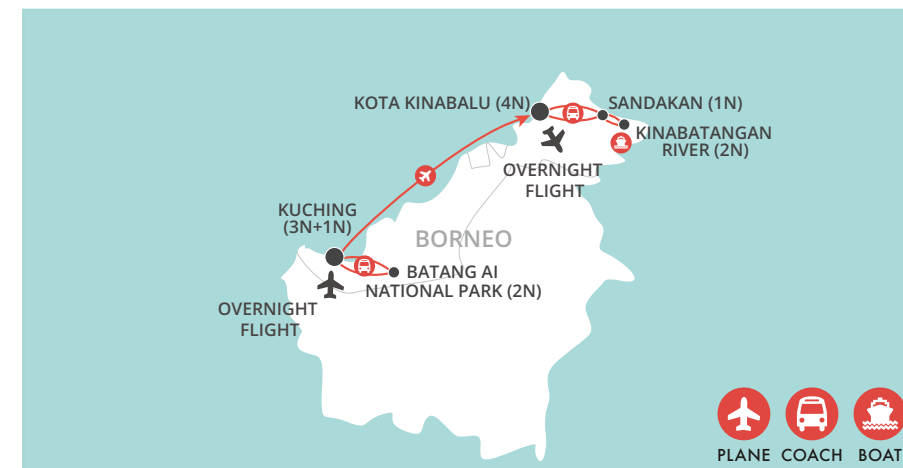 KOTA KINABALU (4N)
SANDAKAN (1N)
KINABATANGAN
RIVER (2N)
OVERNIGHT
FLIGHT
KUCHING
(3N+1N)
BORNEO
BATANG AI
NATIONAL PARK (2N)
OVERNIGHT
FLIGHT
PLANE
COACH
BOAT